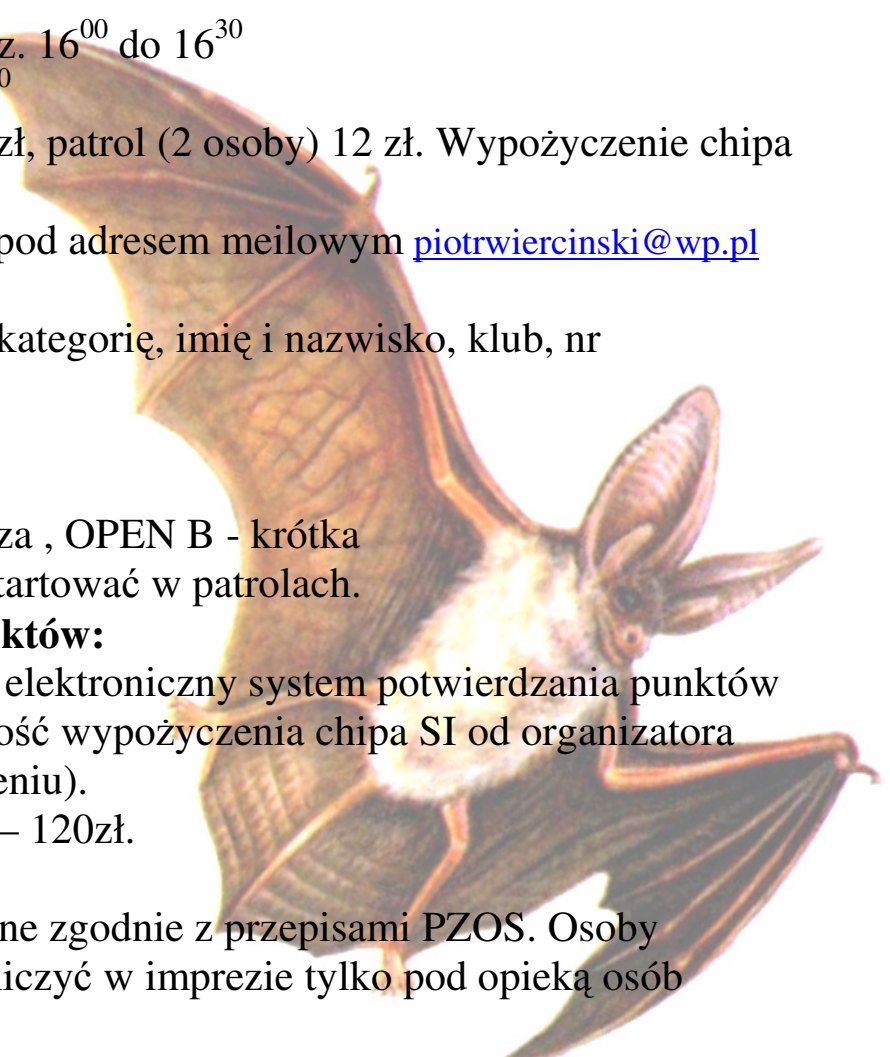 z. 16⁰⁰ do 16³⁰
0
zł, patrol (2 osoby) 12 zł. Wypożyczenie chipa
pod adresem meilowym piotrwiercinski@wp.pl
kategorię, imię i nazwisko, klub, nr
za , OPEN B - krótka
tartować w patrolach.
któw:
elektroniczny system potwierdzania punktów
ość wypożyczenia chipa SI od organizatora
eniu).
– 120zł.
ne zgodnie z przepisami PZOS. Osoby
iczyć w imprezie tylko pod opieką osób